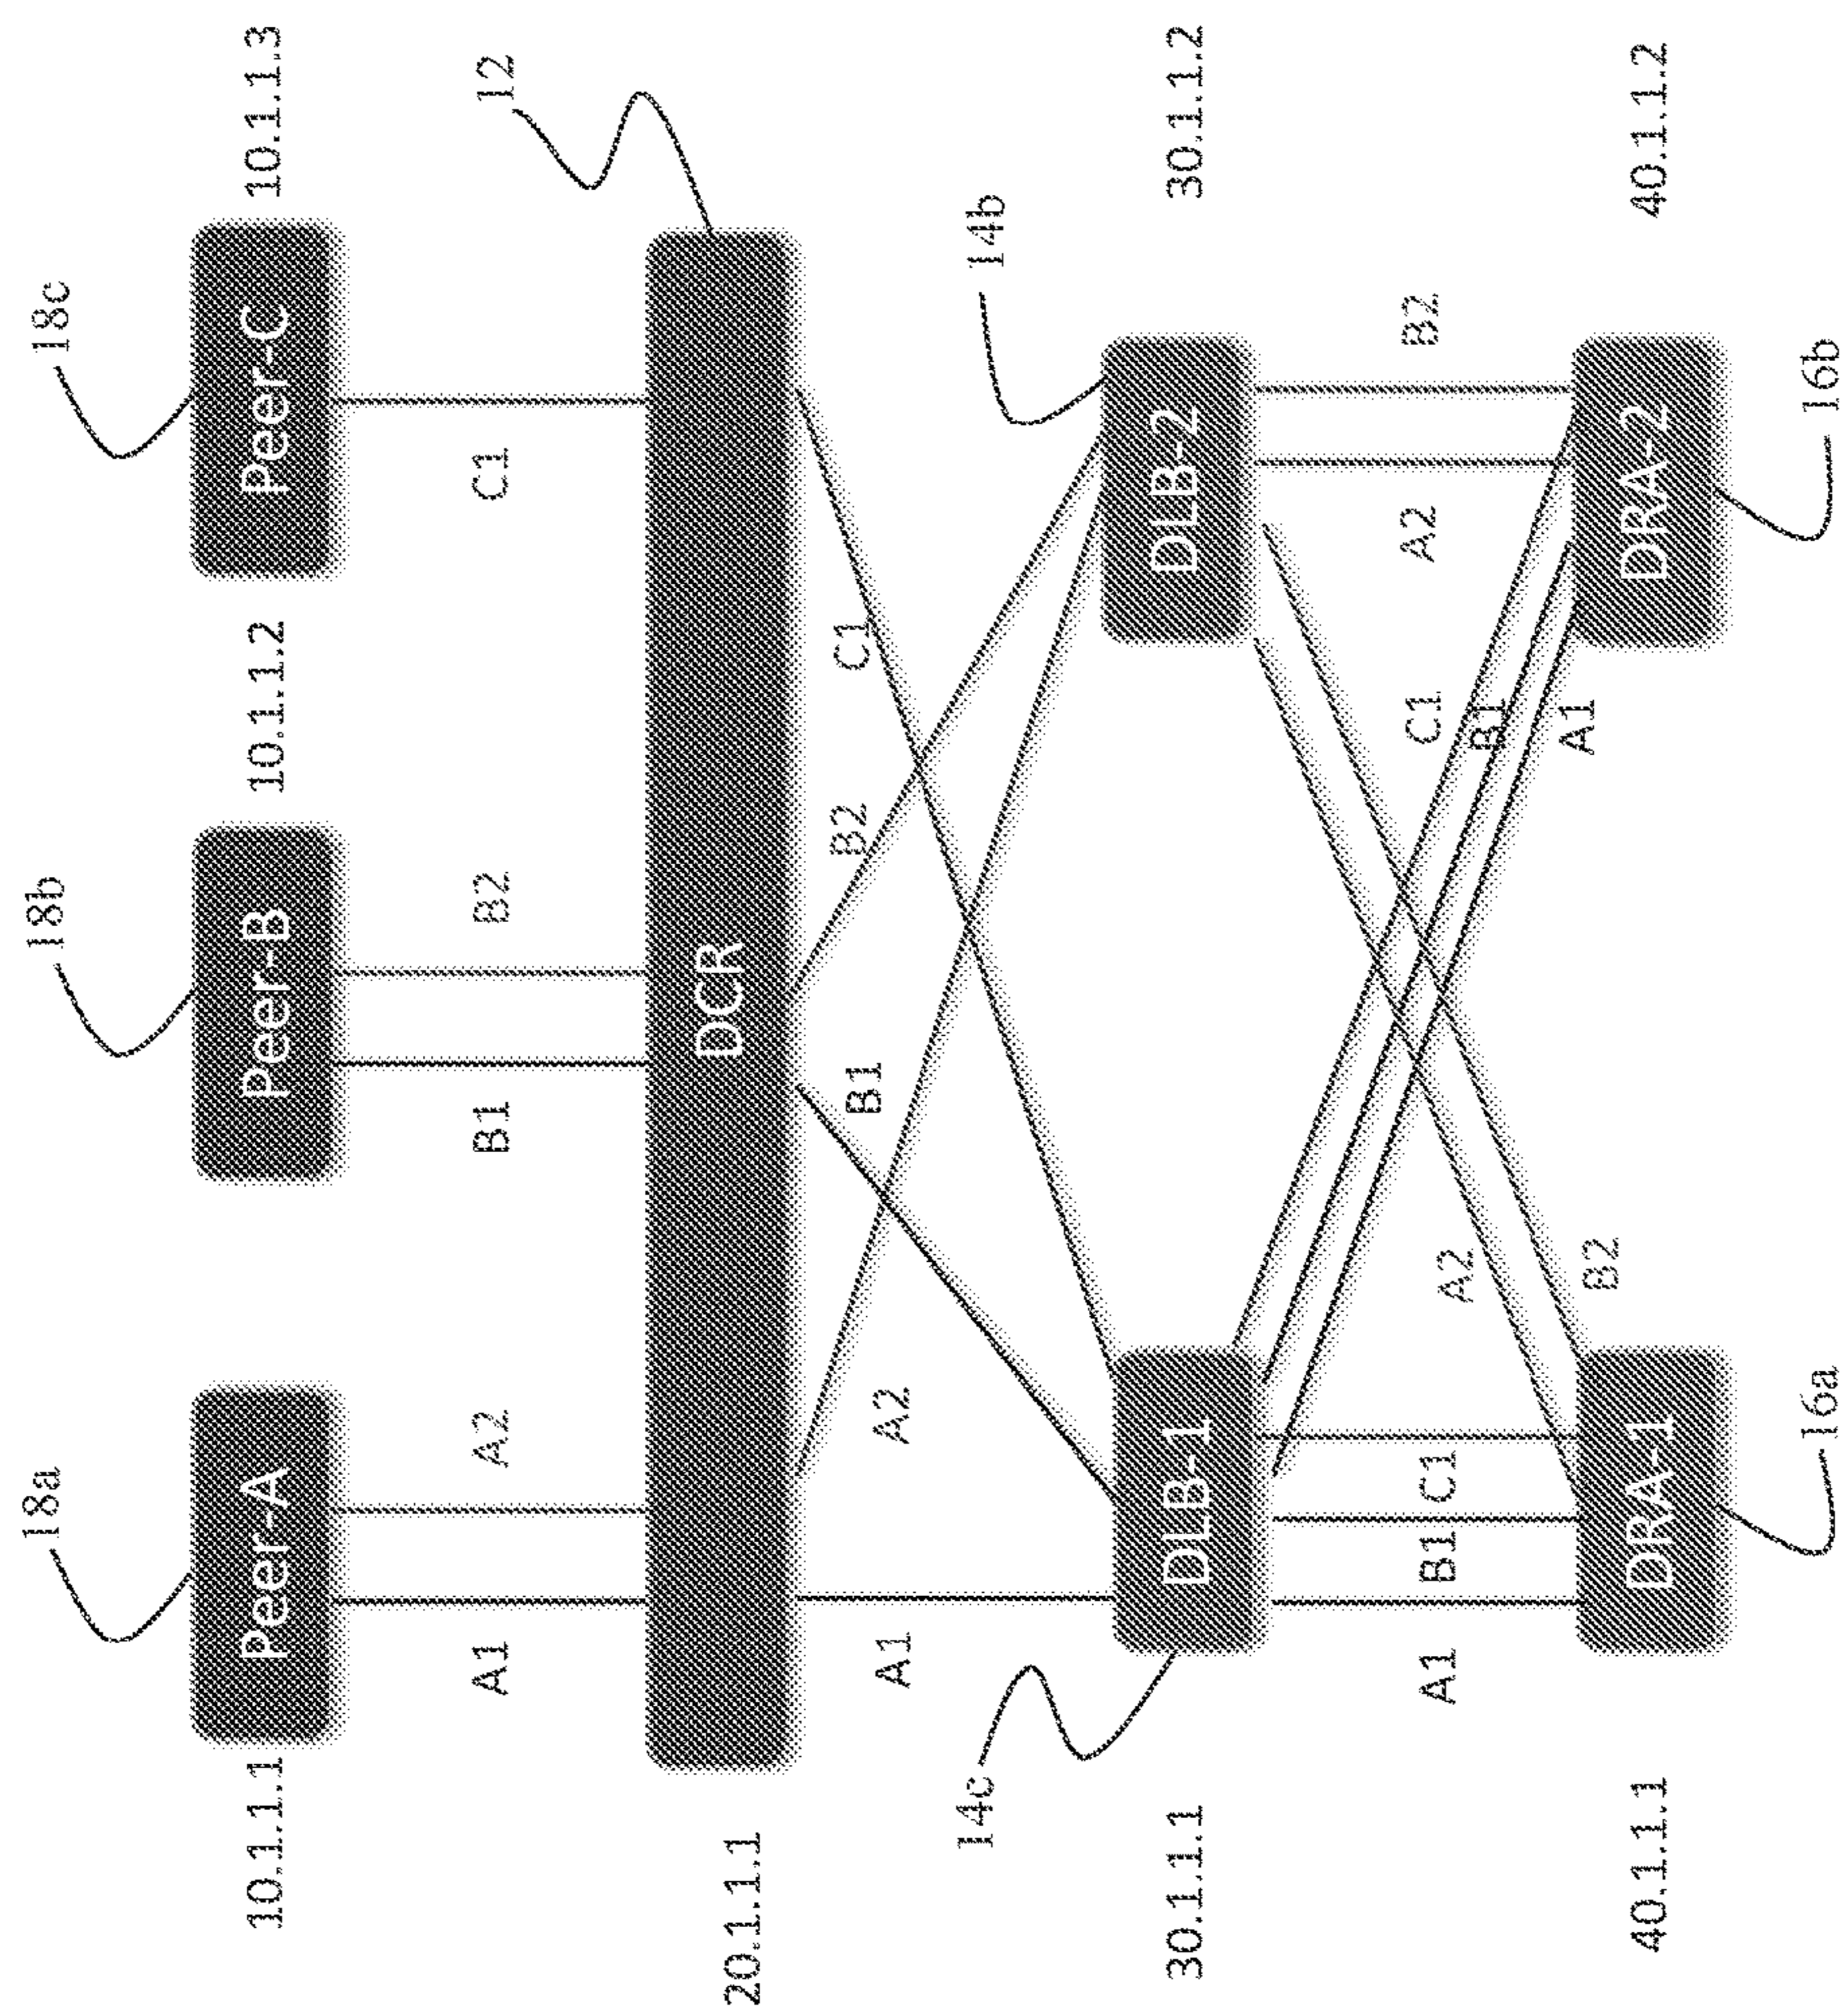 18a
18b
18c
10.1.1.1
Peer-A
Peer-B
10.1.1.2
Peer-C
10.1.1.3
A1
A2
B1
B2
C1
12
20.1.1.1
DCR
A1
A2
B1
B2
C1
14c
14b
30.1.1.1
DLB-1
DLB-2
30.1.1.2
A1
B1
C1
A2
B2
C1
B1
A1
A2
B2
40.1.1.1
DRA-1
DRA-2
40.1.1.2
16a
16b